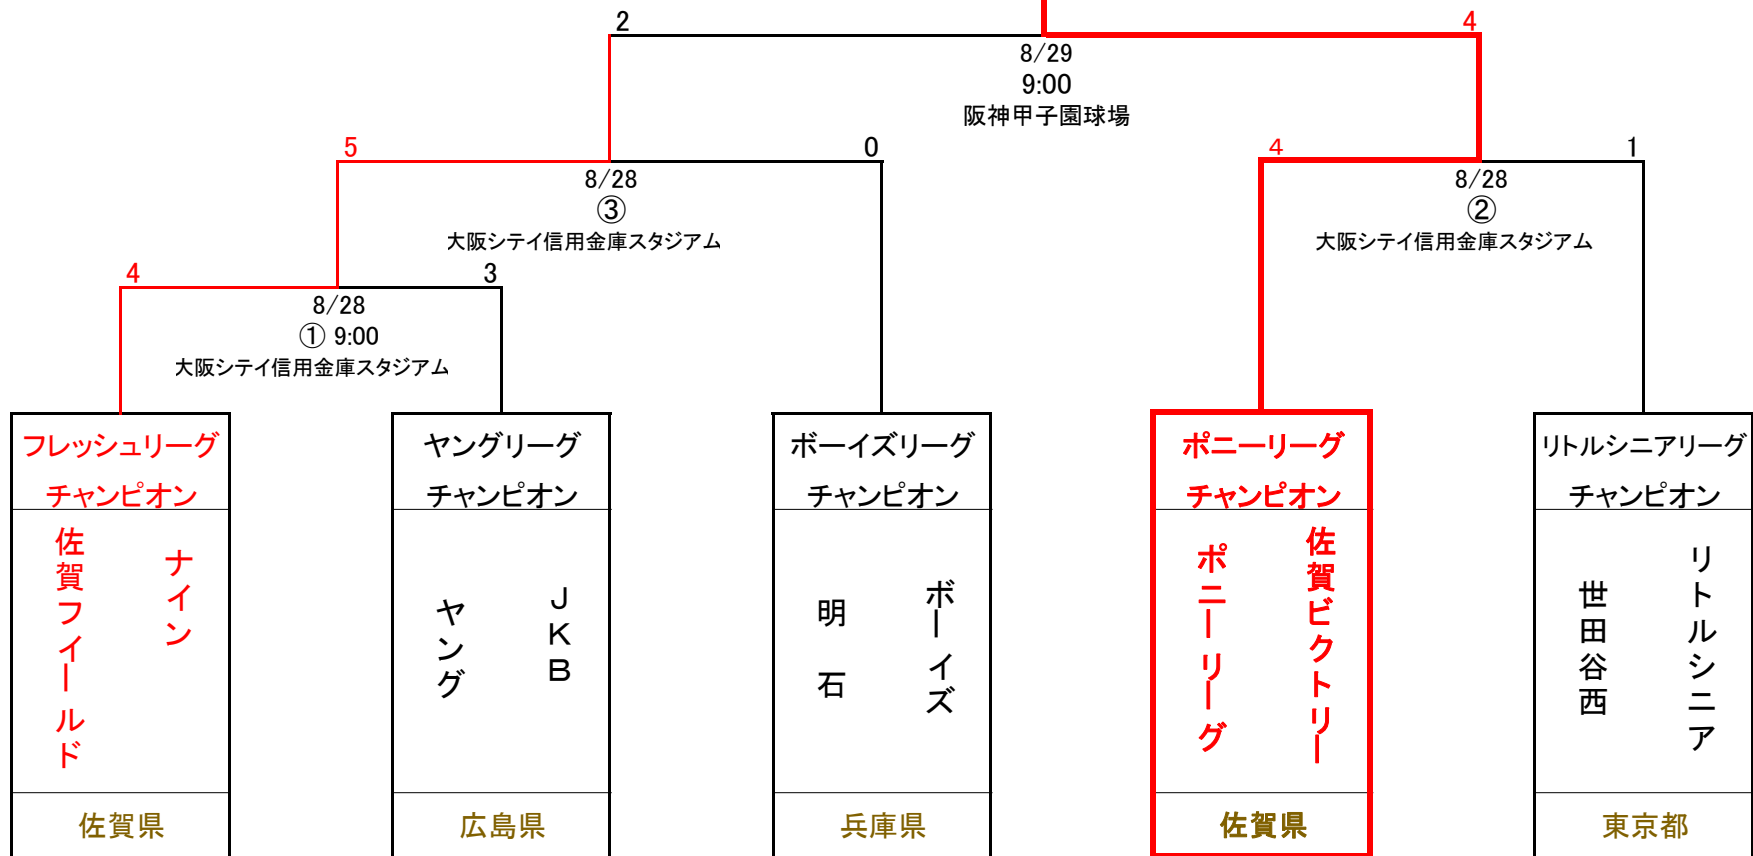 2
4
8/29
9:00
阪神甲子園球場
5
0
4
1
8/28
③
大阪シテイ信用金庫スタジアム
8/28
②
大阪シテイ信用金庫スタジアム
4
3
8/28
① 9:00
大阪シテイ信用金庫スタジアム
フレッシュリーグ
チャンピオン
佐賀フィールド
ナイン
佐賀県
ヤングリーグ
チャンピオン
ヤング
JKB
広島県
ボーイズリーグ
チャンピオン
明石
ボーイズ
兵庫県
ポニーリーグ
チャンピオン
佐賀ビクトリー
ポニーリーグ
佐賀県
リトルシニアリーグ
チャンピオン
世田谷西
リトルシニア
東京都